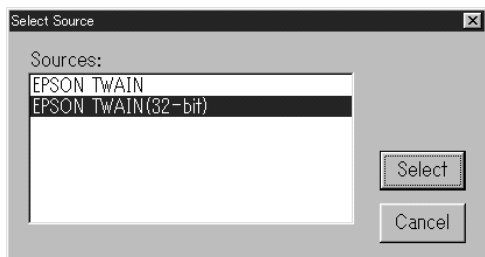 Select Source
Sources:
EPSON TWAIN
EPSON TWAIN(32-bit)
Select
Cancel